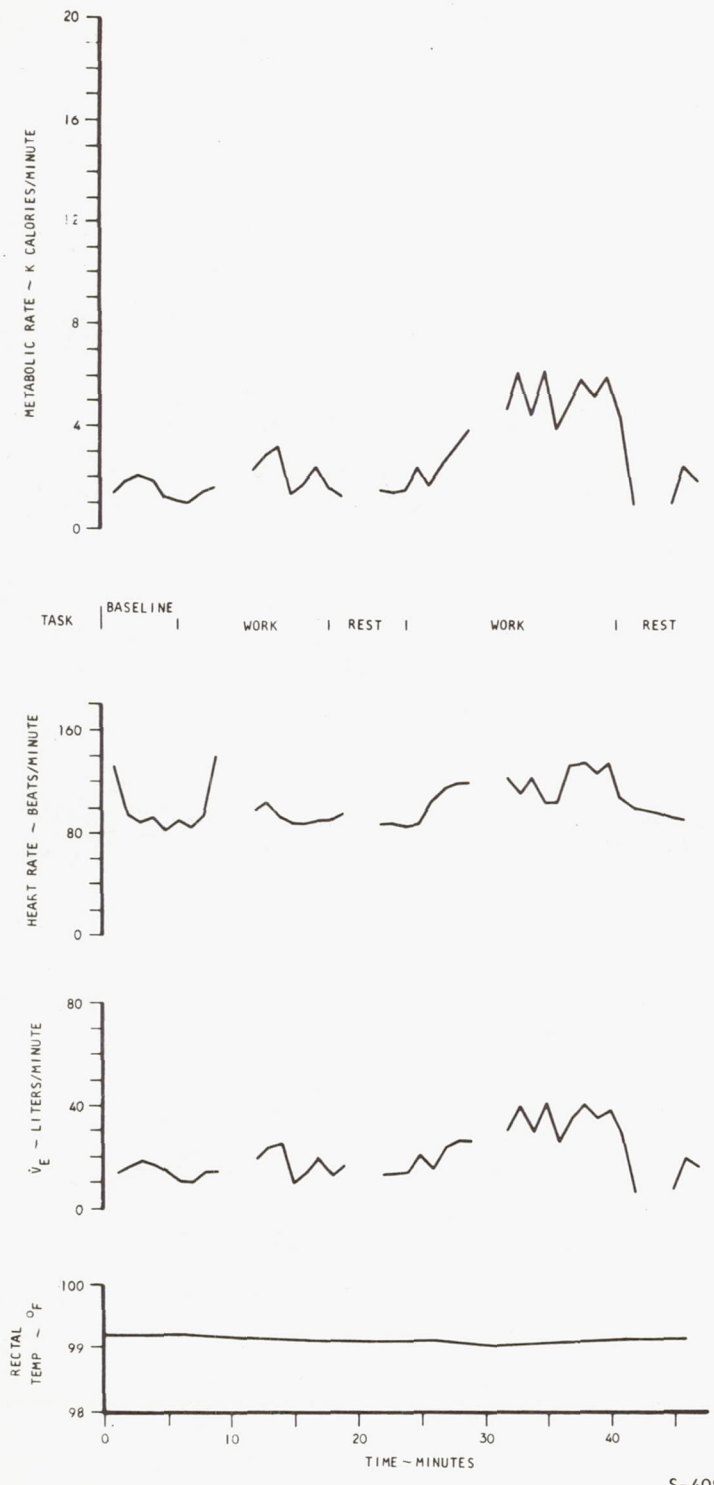 20
16
12
8
4
0
METABOLIC RATE ~ K CALORIES/MINUTE
TASK
BASELINE
WORK
REST
WORK
REST
160
80
0
HEART RATE ~ BEATS/MINUTE
80
40
0
V̇E ~ LITERS/MINUTE
100
99
98
RECTAL
TEMP ~ °F
0
10
20
30
40
TIME ~ MINUTES